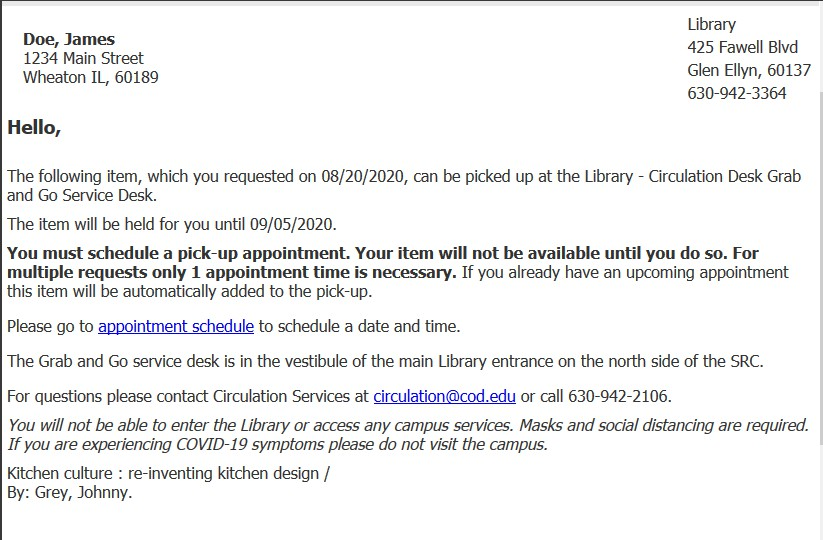 Doe, James
1234 Main Street
Wheaton IL, 60189
Library
425 Fawell Blvd
Glen Ellyn, 60137
630-942-3364
Hello,
The following item, which you requested on 08/20/2020, can be picked up at the Library - Circulation Desk Grab
and Go Service Desk.
The item will be held for you until 09/05/2020.
You must schedule a pick-up appointment. Your item will not be available until you do so. For
multiple requests only 1 appointment time is necessary. If you already have an upcoming appointment
this item will be automatically added to the pick-up.
Please go to appointment schedule to schedule a date and time.
The Grab and Go service desk is in the vestibule of the main Library entrance on the north side of the SRC.
For questions please contact Circulation Services at circulation@cod.edu or call 630-942-2106.
You will not be able to enter the Library or access any campus services. Masks and social distancing are required.
If you are experiencing COVID-19 symptoms please do not visit the campus.
Kitchen culture : re-inventing kitchen design /
By: Grey, Johnny.